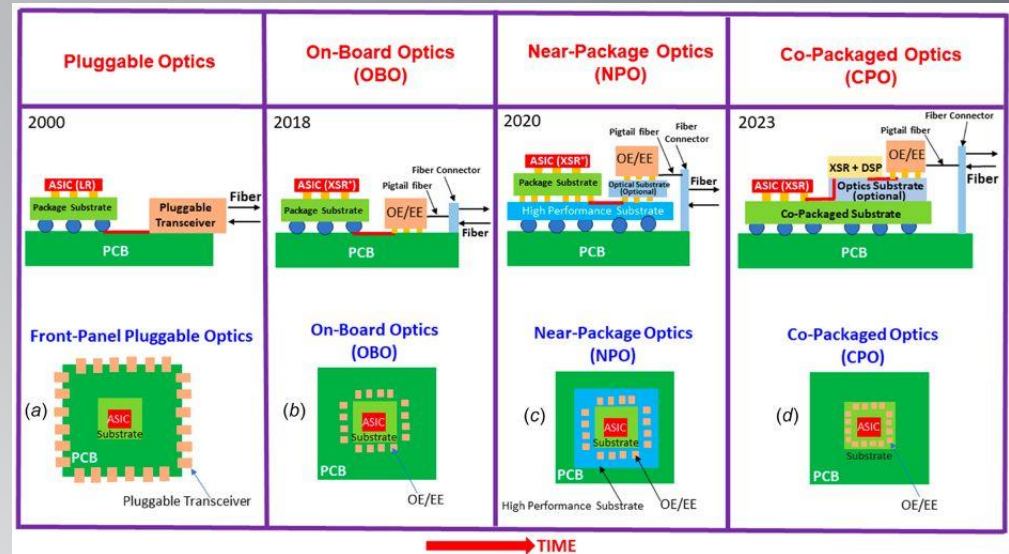 Pluggable Optics
On-Board Optics
(OBO)
Near-Package Optics
(NPO)
Co-Packaged Optics
(CPO)
2000
ASIC (LR)
Package Substrate
Pluggable
Transceiver
Fiber
PCB
2018
ASIC (XSR⁺)
Package Substrate
OE/EE
Pigtail fiber
Fiber Connector
Fiber
PCB
2020
ASIC (XSR⁺)
Package Substrate
High Performance Substrate
OE/EE
Optical Substrate
(Optional)
Pigtail fiber
Fiber
Connector
Fiber
PCB
2023
ASIC (XSR)
XSR + DSP
OE/EE
Optics Substrate
(optional)
Co-Packaged Substrate
Pigtail fiber
Fiber Connector
Fiber
PCB
Front-Panel Pluggable Optics
(a)
ASIC
Substrate
PCB
Pluggable Transceiver
On-Board Optics
(OBO)
(b)
ASIC
Substrate
PCB
OE/EE
Near-Package Optics
(NPO)
(c)
ASIC
Substrate
PCB
High Performance Substrate
OE/EE
Co-Packaged Optics
(CPO)
(d)
ASIC
Substrate
PCB
OE/EE
TIME